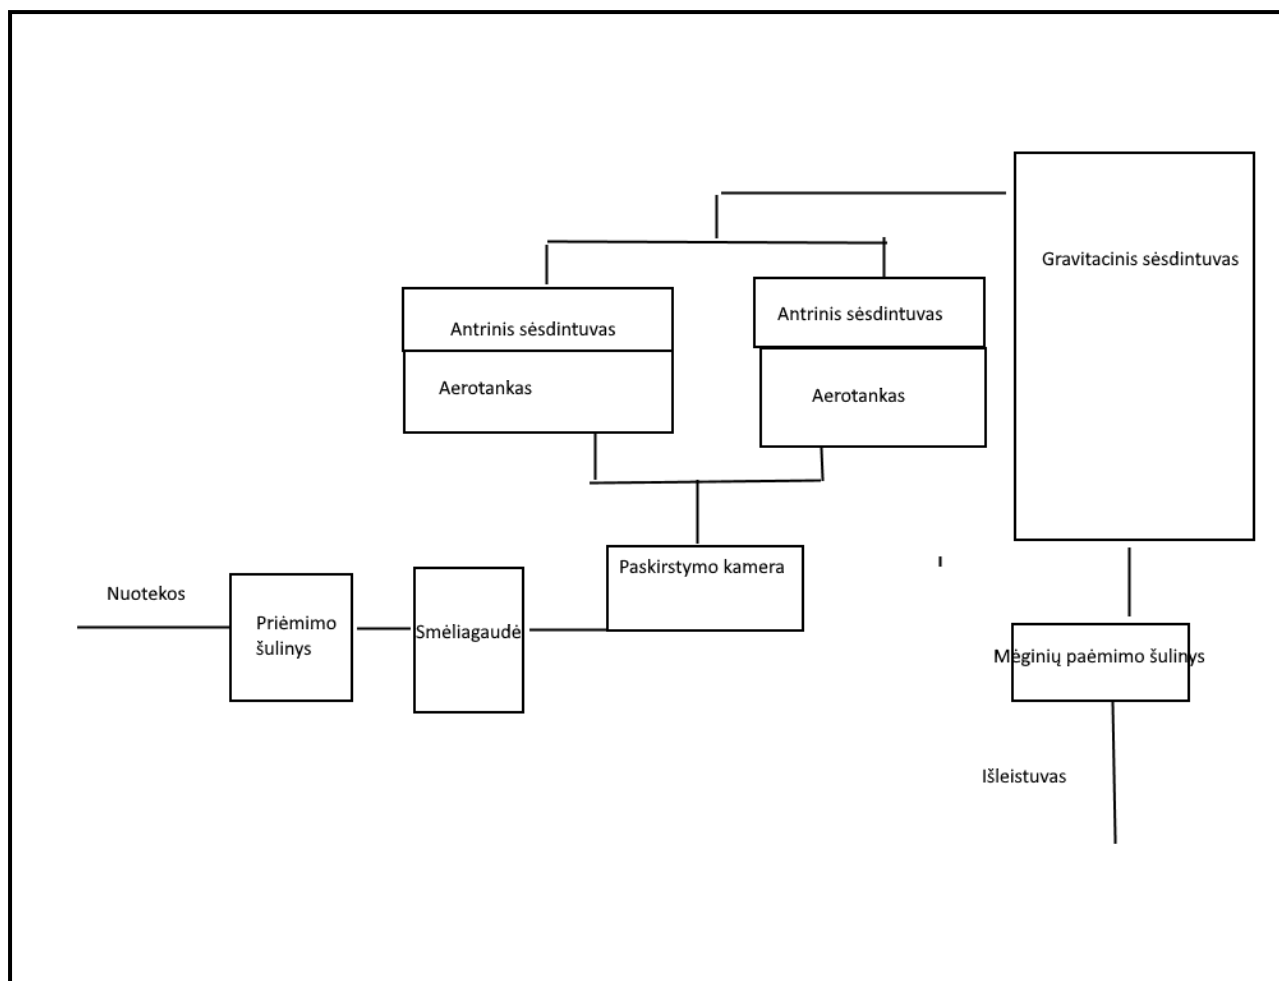 Gravitacinis sėsdintuvas
Antrinis sėsdintuvas
Aerotankas
Antrinis sėsdintuvas
Aerotankas
Paskirstymo kamera
Nuotekos
Priėmimo
šulinys
Smėliagaudė
Mėginių paėmimo šulinys
Išleistuvas